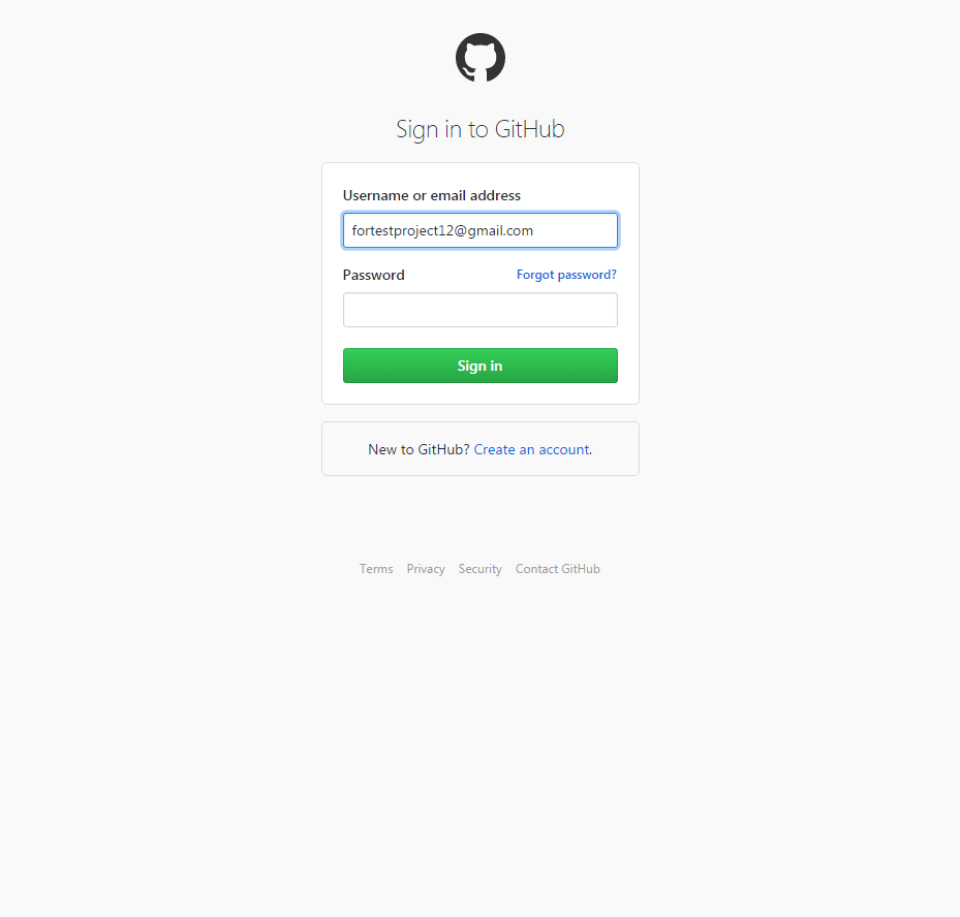 Sign in to GitHub
Username or email address
fortestproject12@gmail.com
Password Forgot password?
Sign in
New to GitHub? Create an account.
Terms Privacy Security Contact GitHub